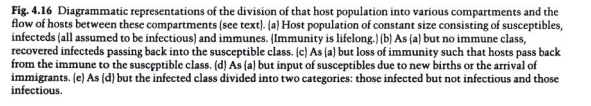 Fig. 4.16 Diagrammatic representations of the division of that host population into various compartments and the
flow of hosts between these compartments (see text). (a) Host population of constant size consisting of susceptibles,
infecteds (all assumed to be infectious) and immunes. (Immunity is lifelong.) (b) As (a) but no immune class,
recovered infecteds passing back into the susceptible class. (c) As (a) but loss of immunity such that hosts pass back
from the immune to the susceptible class. (d) As (a) but input of susceptibles due to new births or the arrival of
immigrants. (e) As (d) but the infected class divided into two categories: those infected but not infectious and those
infectious.